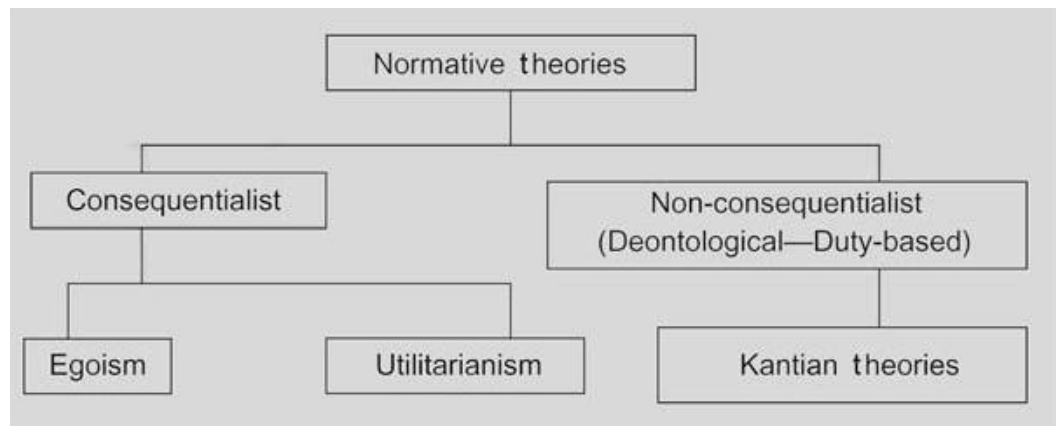 Normative theories
Consequentialist
Non-consequentialist
(Deontological—Duty-based)
Egoism
Utilitarianism
Kantian theories